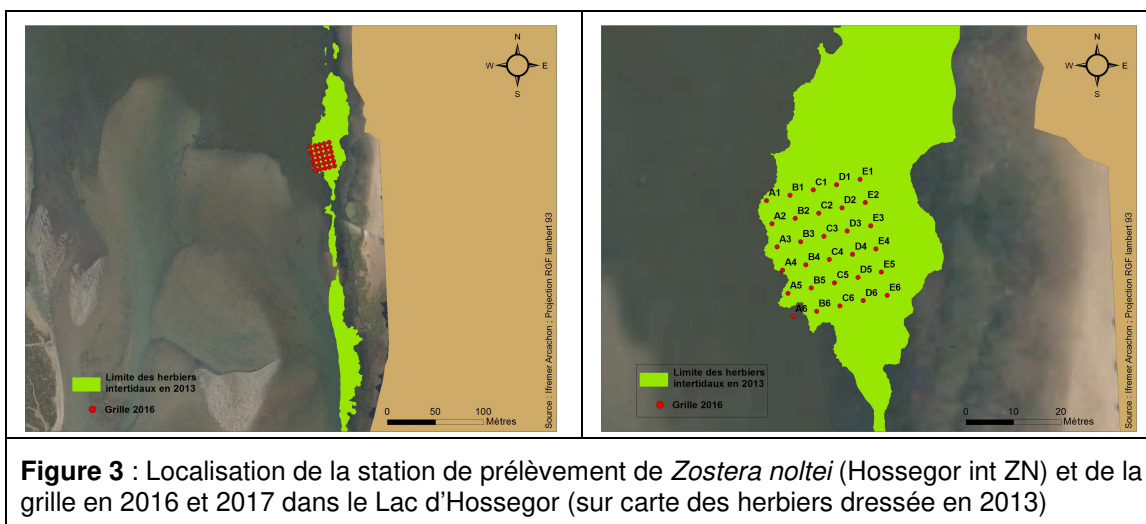 N
W E
S
Limite des herbiers
intertidaux en 2013
Grille 2016
0 50 100
Mètres
Source : Ifremer Arcachon ; Projection RGF lambert 93
N
W E
S
A1 B1 C1 D1 E1
A2 B2 C2 D2 E2
A3 B3 C3 D3 E3
A4 B4 C4 D4 E4
A5 B5 C5 D5 E5
A6 B6 C6 D6 E6
Limite des herbiers
intertidaux en 2013
Grille 2016
0 10 20
Mètres
Source : Ifremer Arcachon ; Projection RGF lambert 93
Figure 3 : Localisation de la station de prélèvement de Zostera noltei (Hossegor int ZN) et de la
grille en 2016 et 2017 dans le Lac d'Hossegor (sur carte des herbiers dressée en 2013)